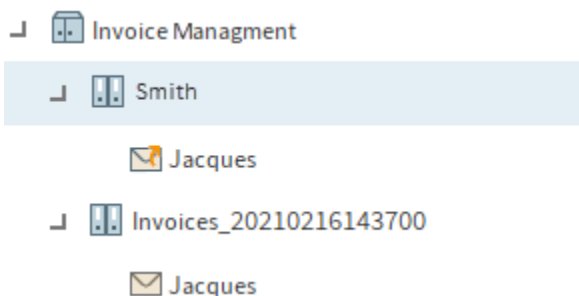 Invoice Managment
Smith
Jacques
Invoices_20210216143700
Jacques